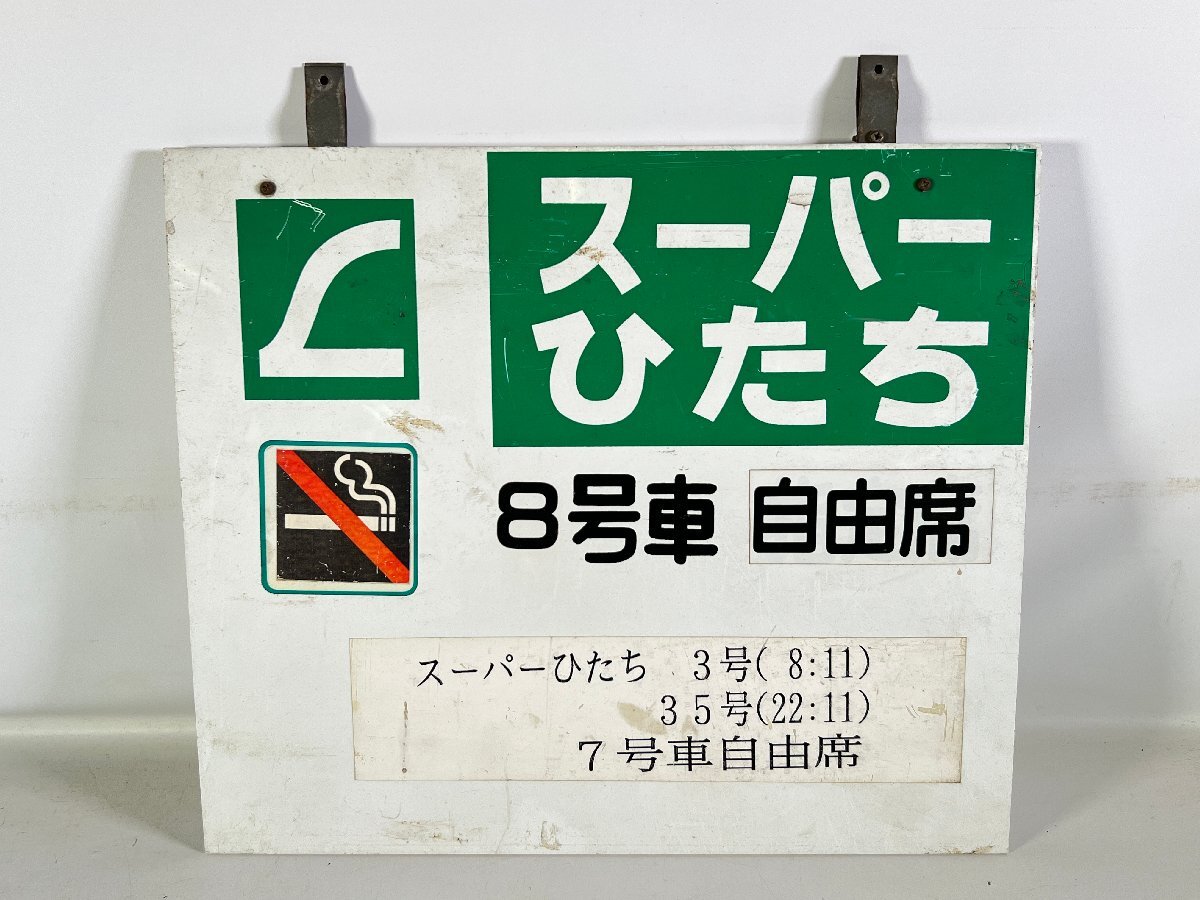 スーパー
ひたち
8号車 自由席
スーパーひたち 3号( 8:11)
35号(22:11)
7号車自由席